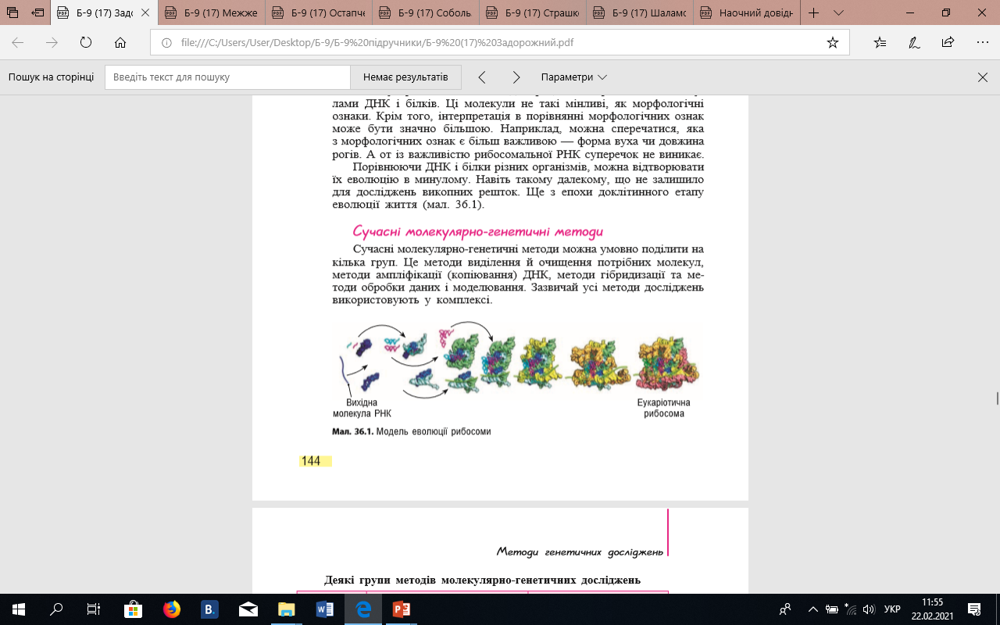 Б-9 (17) Задо
Б-9 (17) Межже
Б-9 (17) Остапче
Б-9 (17) Соболь.
Б-9 (17) Страшко
Б-9 (17) Шаламо
Наочний довідн
file:///C:/Users/User/Desktop/Б-9/Б-9%20підручники/Б-9%20(17)%20Задорожний.pdf
Пошук на сторінці
Введіть текст для пошуку
Немає результатів
Параметри
лами ДНК і білків. Ці молекули не такі мінливі, як морфологічні
ознаки. Крім того, інтерпретація в порівнянні морфологічних ознак
може бути значно більшою. Наприклад, можна сперечатися, яка
з морфологічних ознак є більш важливою — форма вуха чи довжина
рогів. А от із важливістю рибосомальної РНК суперечок не виникає.
Порівнюючи ДНК і білки різних організмів, можна відтворювати
їх еволюцію в минулому. Навіть такому далекому, що не залишило
для досліджень викопних решток. Ще з епохи доклітинного етапу
еволюції життя (мал. 36.1).
Сучасні молекулярно-генетичні методи
Сучасні молекулярно-генетичні методи можна умовно поділити на
кілька груп. Це методи виділення й очищення потрібних молекул,
методи ампліфікації (копіювання) ДНК, методи гібридизації та ме-
тоди обробки даних і моделювання. Зазвичай усі методи досліджень
використовують у комплексі.
Вихідна
молекула РНК
Еукаріотична
рибосома
Мал. 36.1. Модель еволюції рибосоми
144
Методи генетичних досліджень
Деякі групи методів молекулярно-генетичних досліджень
B.
УКР
11:55
22.02.2021